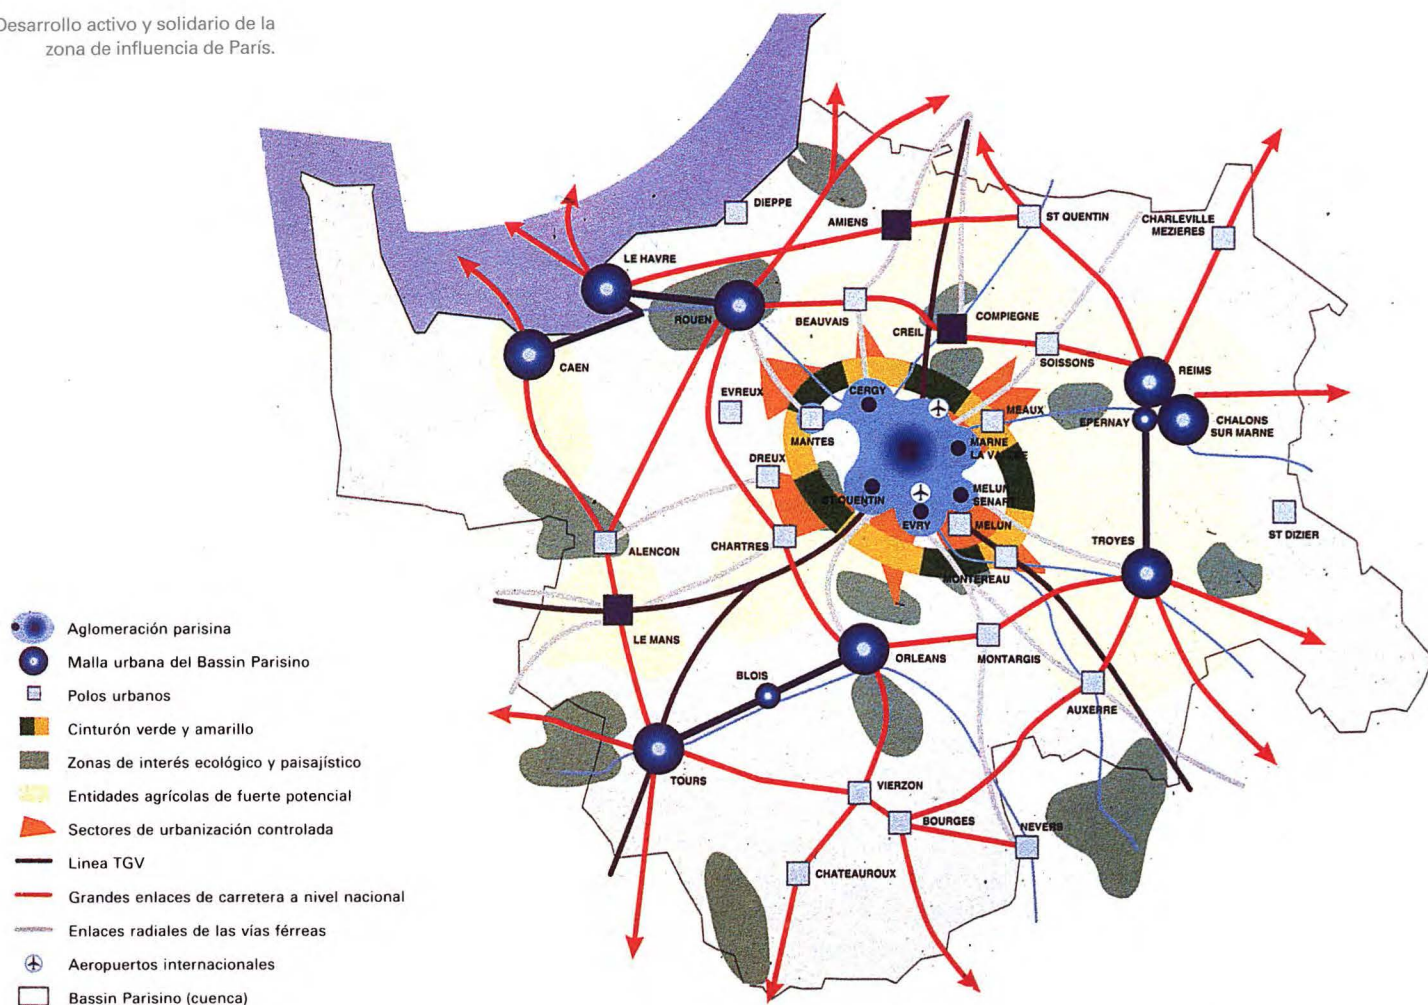 Desarrollo activo y solidario de la
zona de influencia de París.
DIEPPE
AMIENS
ST QUENTIN
CHARLEVILLE
MEZIERES
LE HAVRE
ROUEN
BEAUVAIS
CREIL
COMPIEGNE
SOISSONS
CAEN
REIMS
EVREUX
CERGY
MEAUX
EPERNAY
CHALONS
SUR MARNE
MANTES
MARNE
LA VALLEE
DREUX
ST QUENTIN
MELUN
SENART
EVRY
MELUN
ST DIZIER
ALENCON
CHARTRES
TROYES
MONTEREAU
LE MANS
ORLEANS
MONTARGIS
BLOIS
AUXERRE
TOURS
VIERZON
BOURGES
NEVERS
CHATEAUROUX
Aglomeración parisina
Malla urbana del Bassin Parisino
Polos urbanos
Cinturón verde y amarillo
Zonas de interés ecológico y paisajístico
Entidades agrícolas de fuerte potencial
Sectores de urbanización controlada
Linea TGV
Grandes enlaces de carretera a nivel nacional
Enlaces radiales de las vías férreas
Aeropuertos internacionales
Bassin Parisino (cuenca)